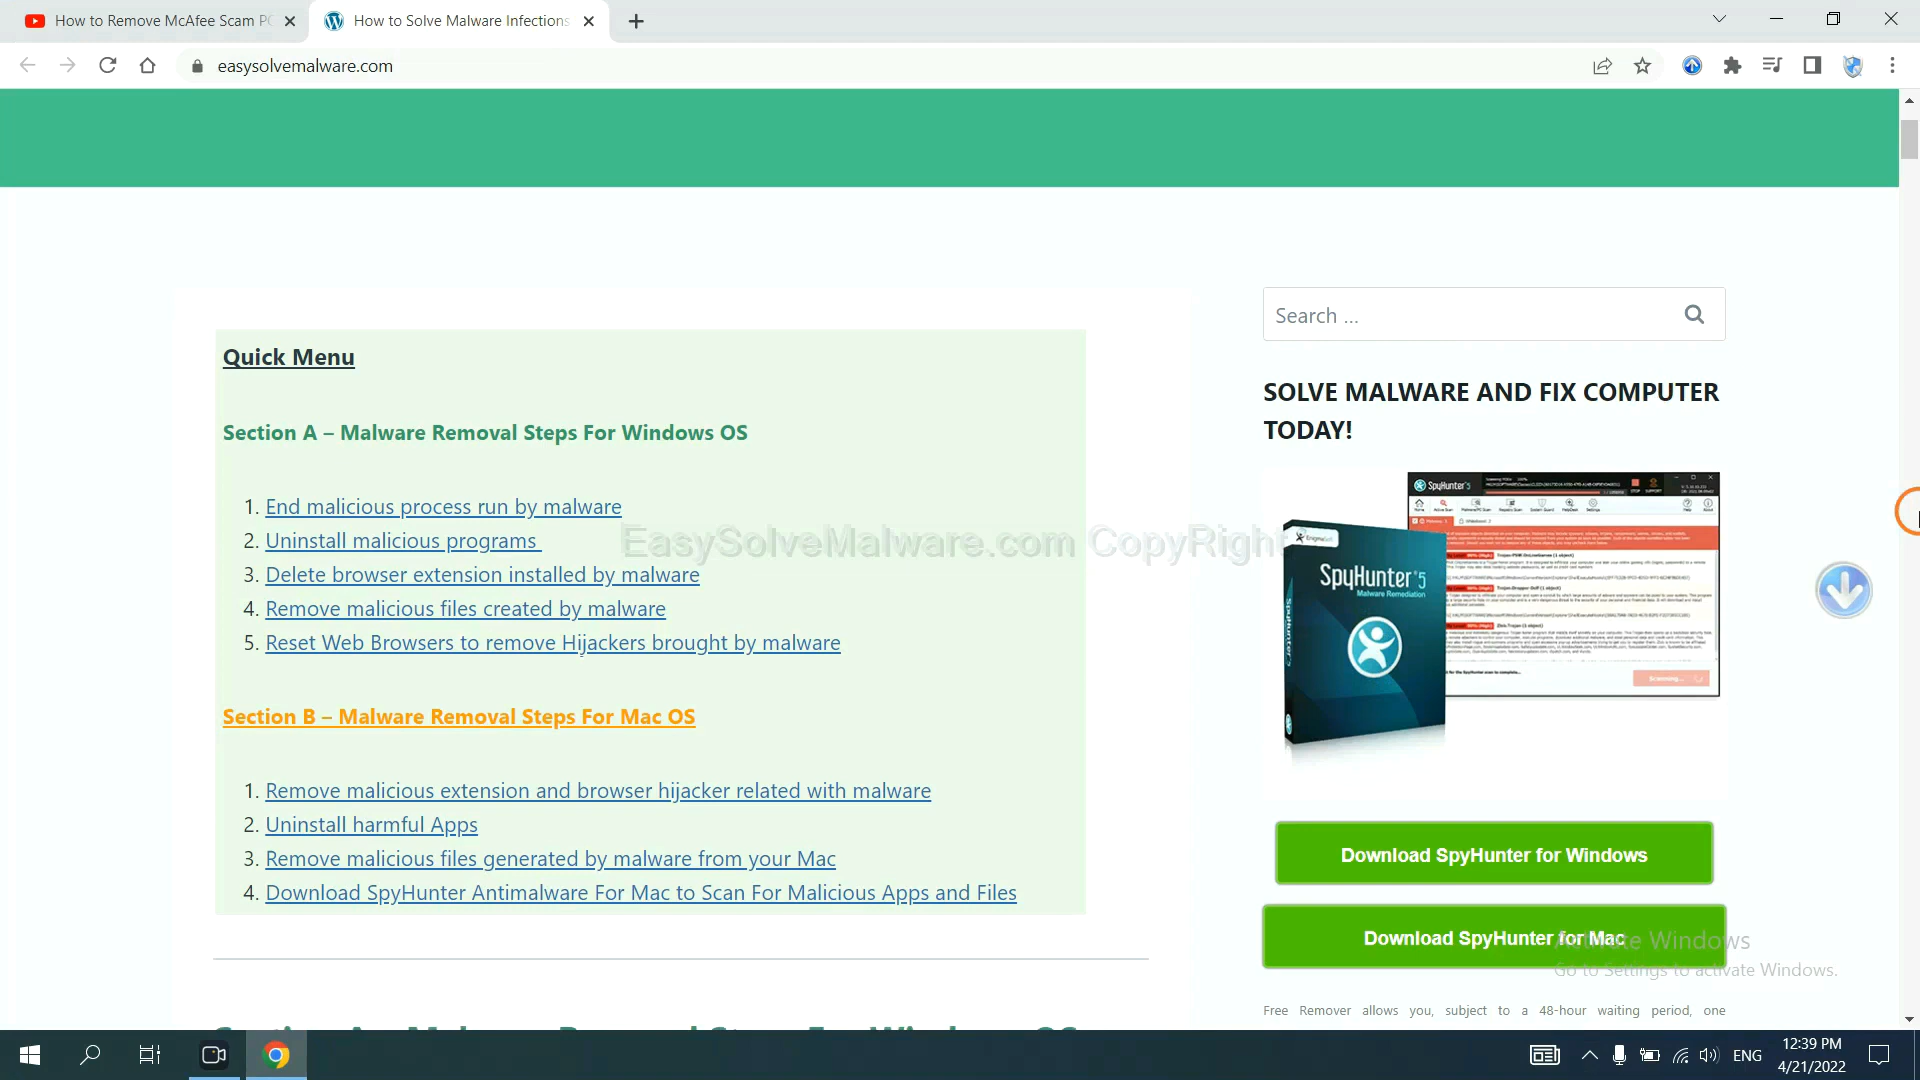 How to Remove McAfee Scam PC
How to Solve Malware Infections
easysolvemalware.com
Quick Menu
Section A – Malware Removal Steps For Windows OS
1. End malicious process run by malware
2. Uninstall malicious programs
3. Delete browser extension installed by malware
4. Remove malicious files created by malware
5. Reset Web Browsers to remove Hijackers brought by malware
Section B – Malware Removal Steps For Mac OS
1. Remove malicious extension and browser hijacker related with malware
2. Uninstall harmful Apps
3. Remove malicious files generated by malware from your Mac
4. Download SpyHunter Antimalware For Mac to Scan For Malicious Apps and Files
EasySolveMalware.com CopyRight
Search ...
SOLVE MALWARE AND FIX COMPUTER
TODAY!
SpyHunter 5
EnigmaSoft
SpyHunter 5
Malware Remediation
Download SpyHunter for Windows
Download SpyHunter for Mac
Activate Windows
Go to Settings to activate Windows.
Free Remover allows you, subject to a 48-hour waiting period, one
ENG
12:39 PM
4/21/2022